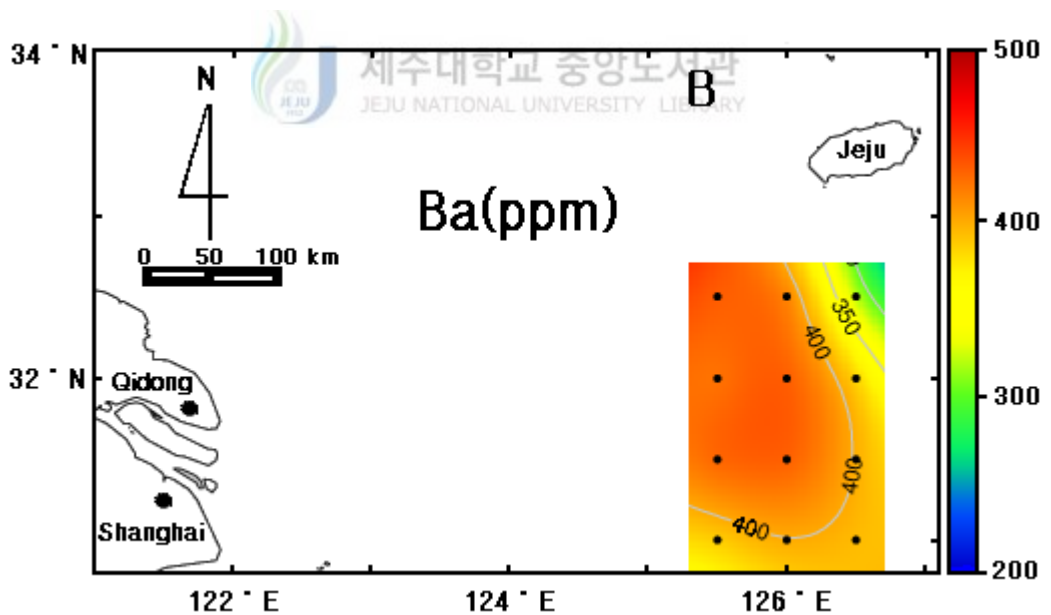 34° N
제주대학교 중앙도서관
JEJU NATIONAL UNIVERSITY LIBRARY
JEJU
N
B
Jeju
Ba(ppm)
0 50 100 km
32° N
Qidong
Shanghai
350
400
400
400
122° E
124° E
126° E
500
400
300
200